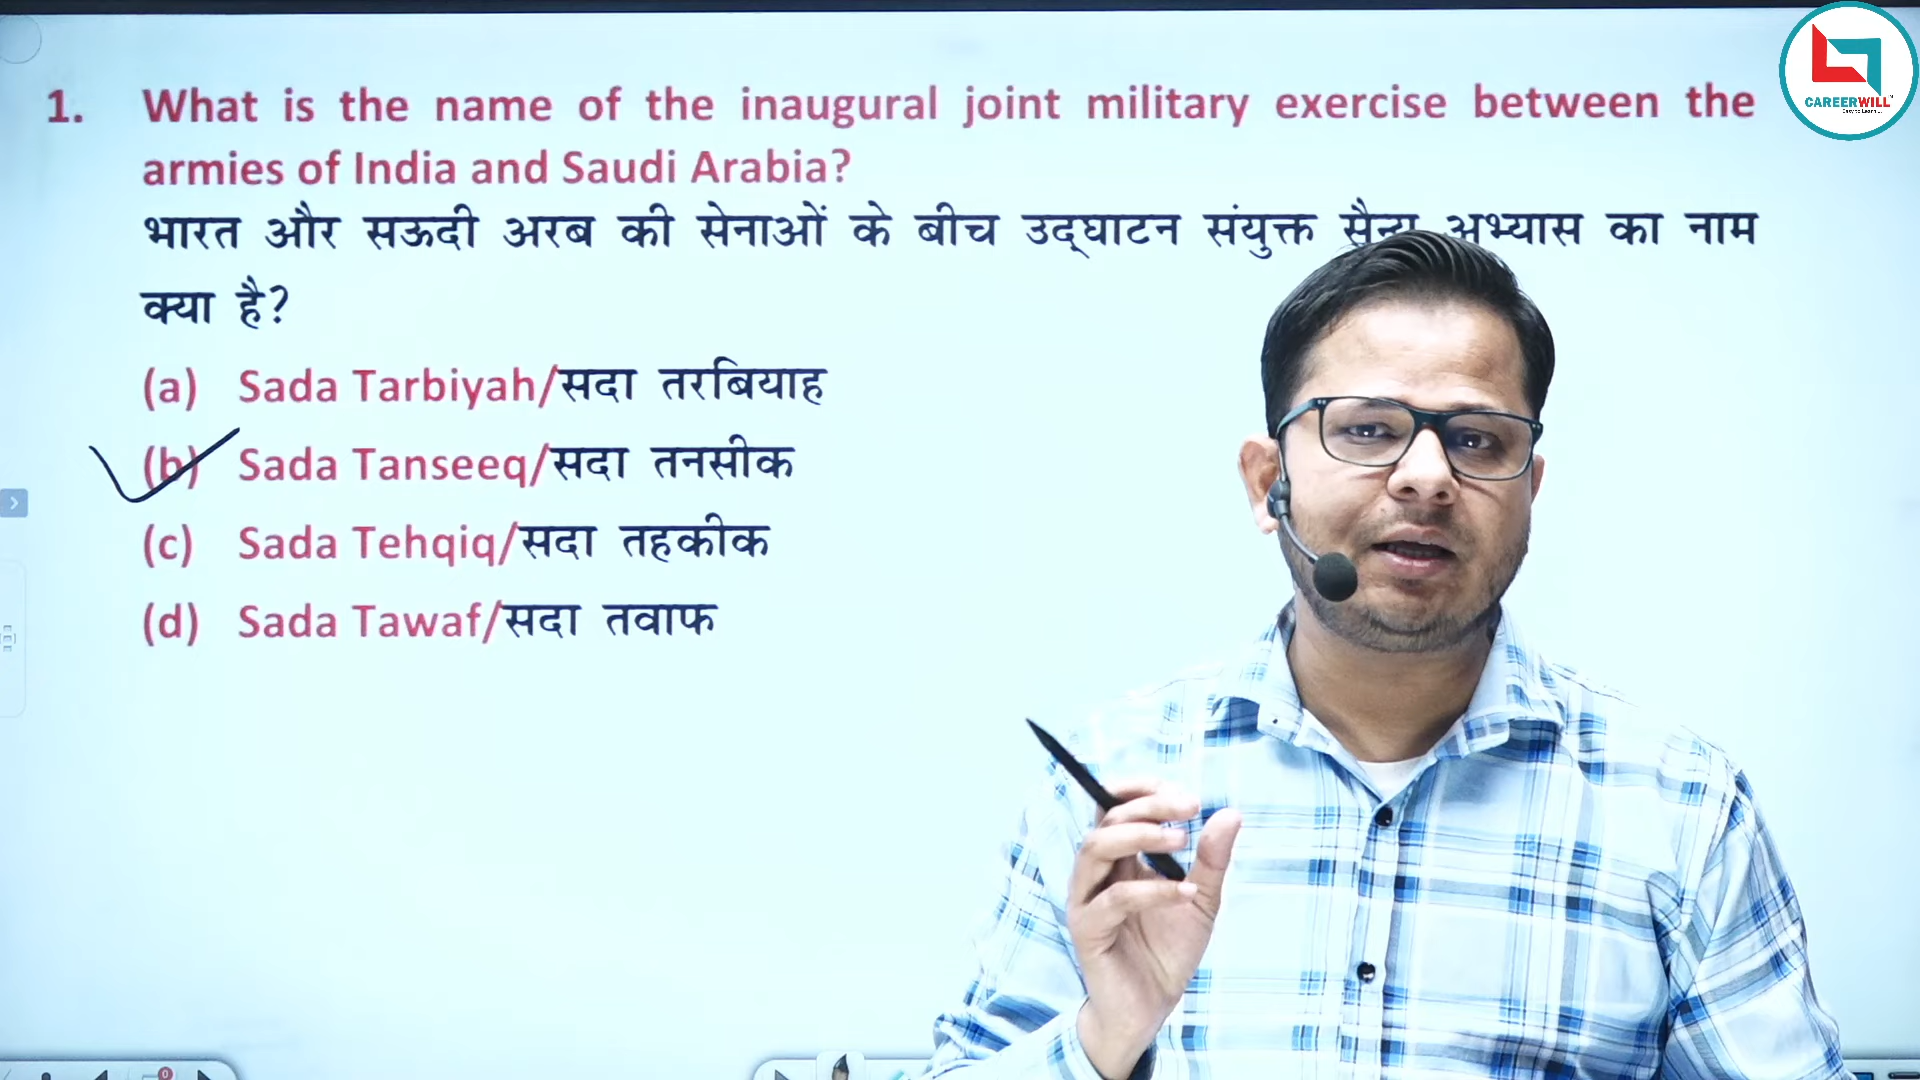 1. What is the name of the inaugural joint military exercise between the
armies of India and Saudi Arabia?
भारत और सऊदी अरब की सेनाओं के बीच उद्घाटन संयुक्त सैन्य अभ्यास का नाम
क्या है?
(a) Sada Tarbiyah/सदा तरबियाह
(b) Sada Tanseeq/सदा तनसीक
(c) Sada Tehqiq/सदा तहकीक
(d) Sada Tawaf/सदा तवाफ
CAREERWILL